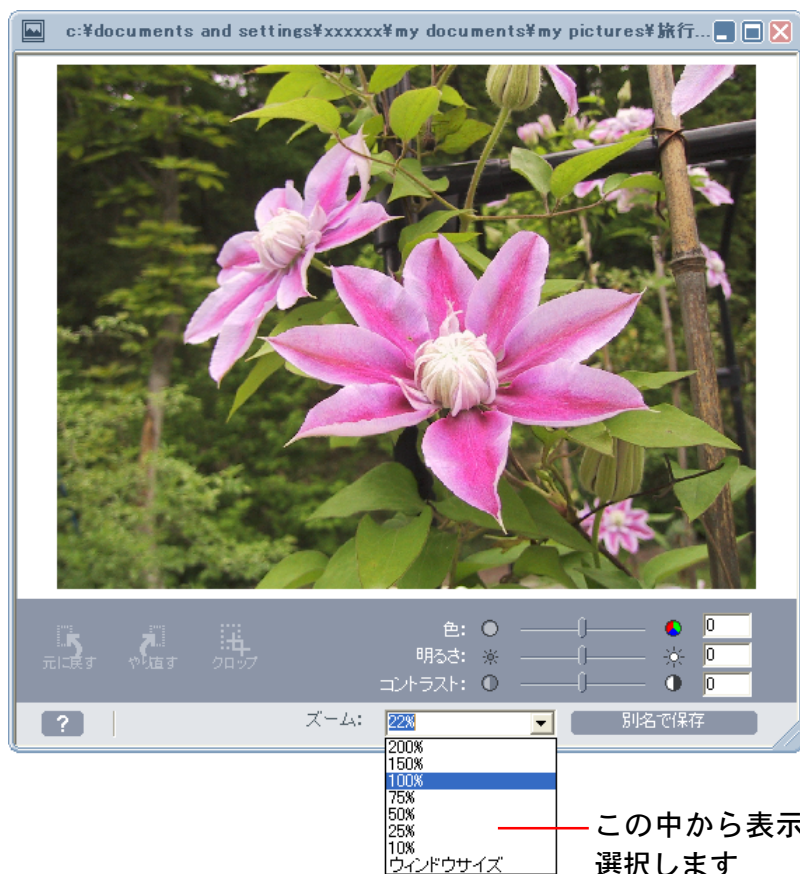 c:¥documents and settings¥xxxxxx¥my documents¥my pictures¥旅行...
色:
0
元に戻す
やり直す
クロップ
明るさ:
0
コントラスト:
0
?
ズーム:
22%
別名で保存
200%
150%
100%
75%
50%
25%
10%
ウィンドウサイズ
この中から表示
選択します